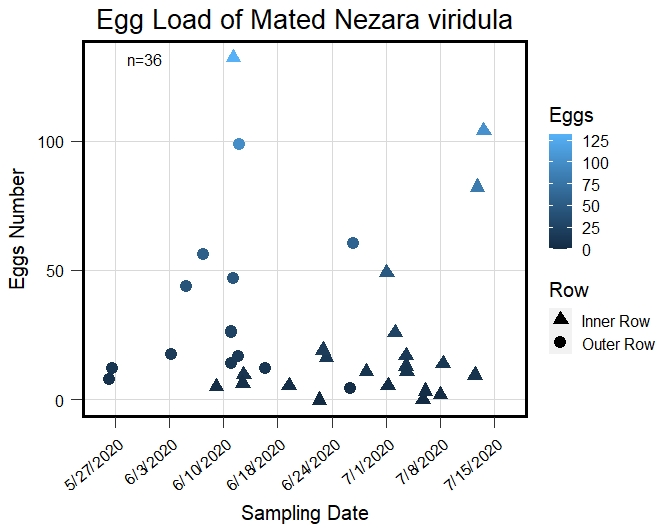 Egg Load of Mated Nezara viridula
n=36
Eggs Number
100
50
0
5/27/2020
6/3/2020
6/10/2020
6/18/2020
6/24/2020
7/1/2020
7/8/2020
7/15/2020
Sampling Date
Eggs
125
100
75
50
25
0
Row
Inner Row
Outer Row